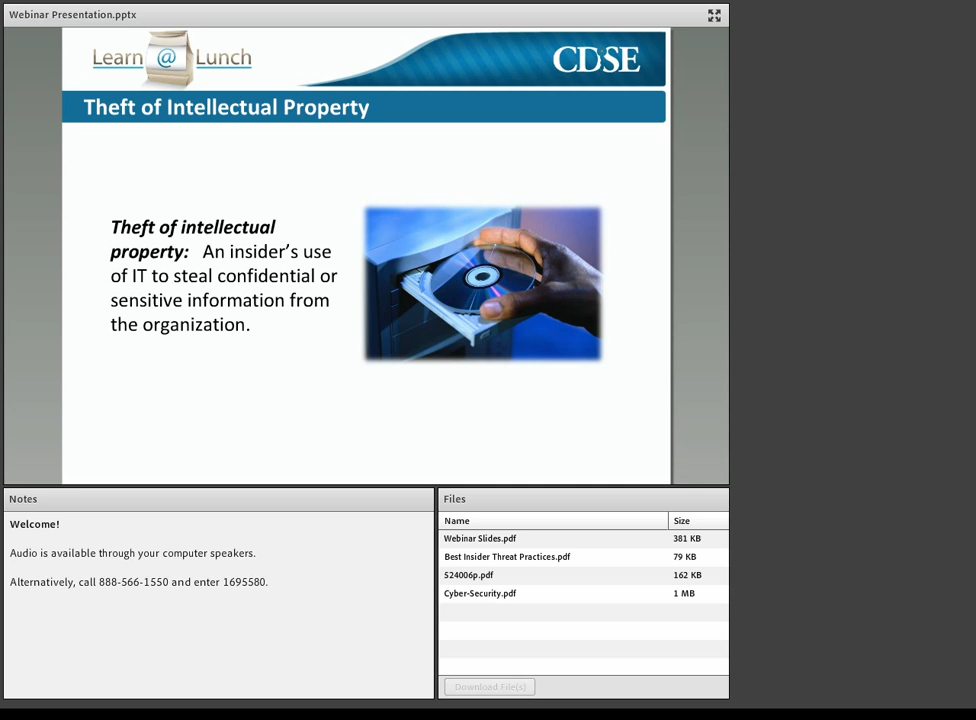 Webinar Presentation.pptx
Learn @ Lunch
CDSE
Theft of Intellectual Property
Theft of intellectual
property: An insider’s use
of IT to steal confidential or
sensitive information from
the organization.
Notes
Welcome!
Audio is available through your computer speakers.
Alternatively, call 888-566-1550 and enter 1695580.
Files
Name Size
Webinar Slides.pdf 381 KB
Best Insider Threat Practices.pdf 79 KB
524006p.pdf 162 KB
Cyber-Security.pdf 1 MB
Download File(s)